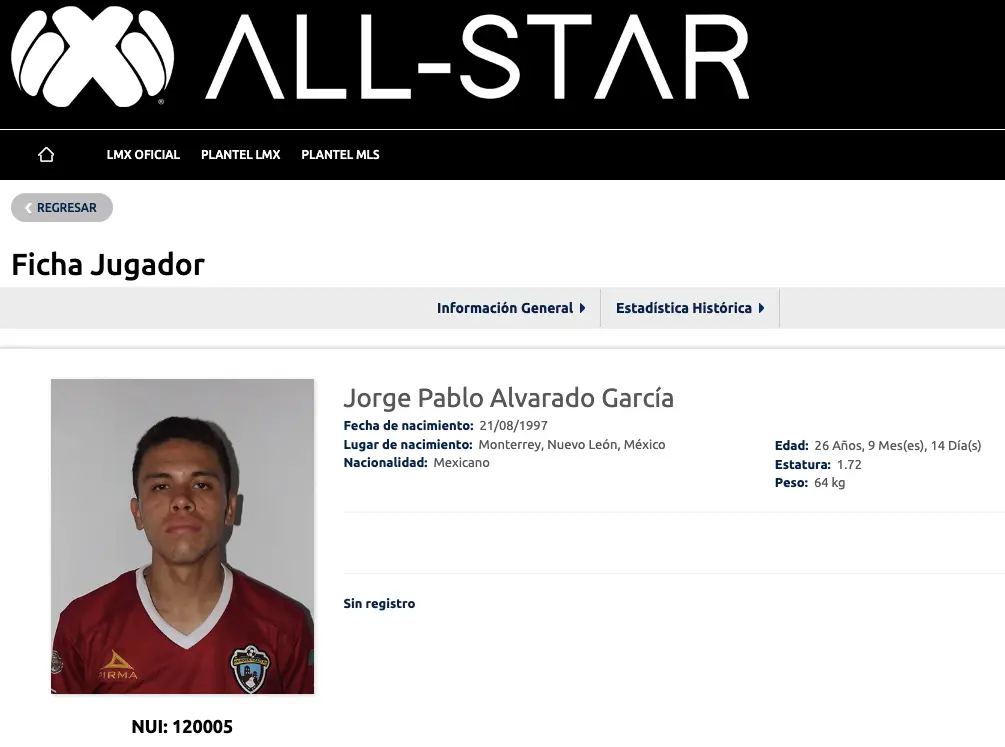 ALL-STAR
LMX OFICIAL PLANTEL LMX PLANTEL MLS
REGRESAR
Ficha Jugador
Información General Estadística Histórica
Jorge Pablo Alvarado García
Fecha de nacimiento: 21/08/1997
Lugar de nacimiento: Monterrey, Nuevo León, México
Nacionalidad: Mexicano
Edad: 26 Años, 9 Mes(es), 14 Día(s)
Estatura: 1.72
Peso: 64 kg
Sin registro
PIRMA
NUI: 120005